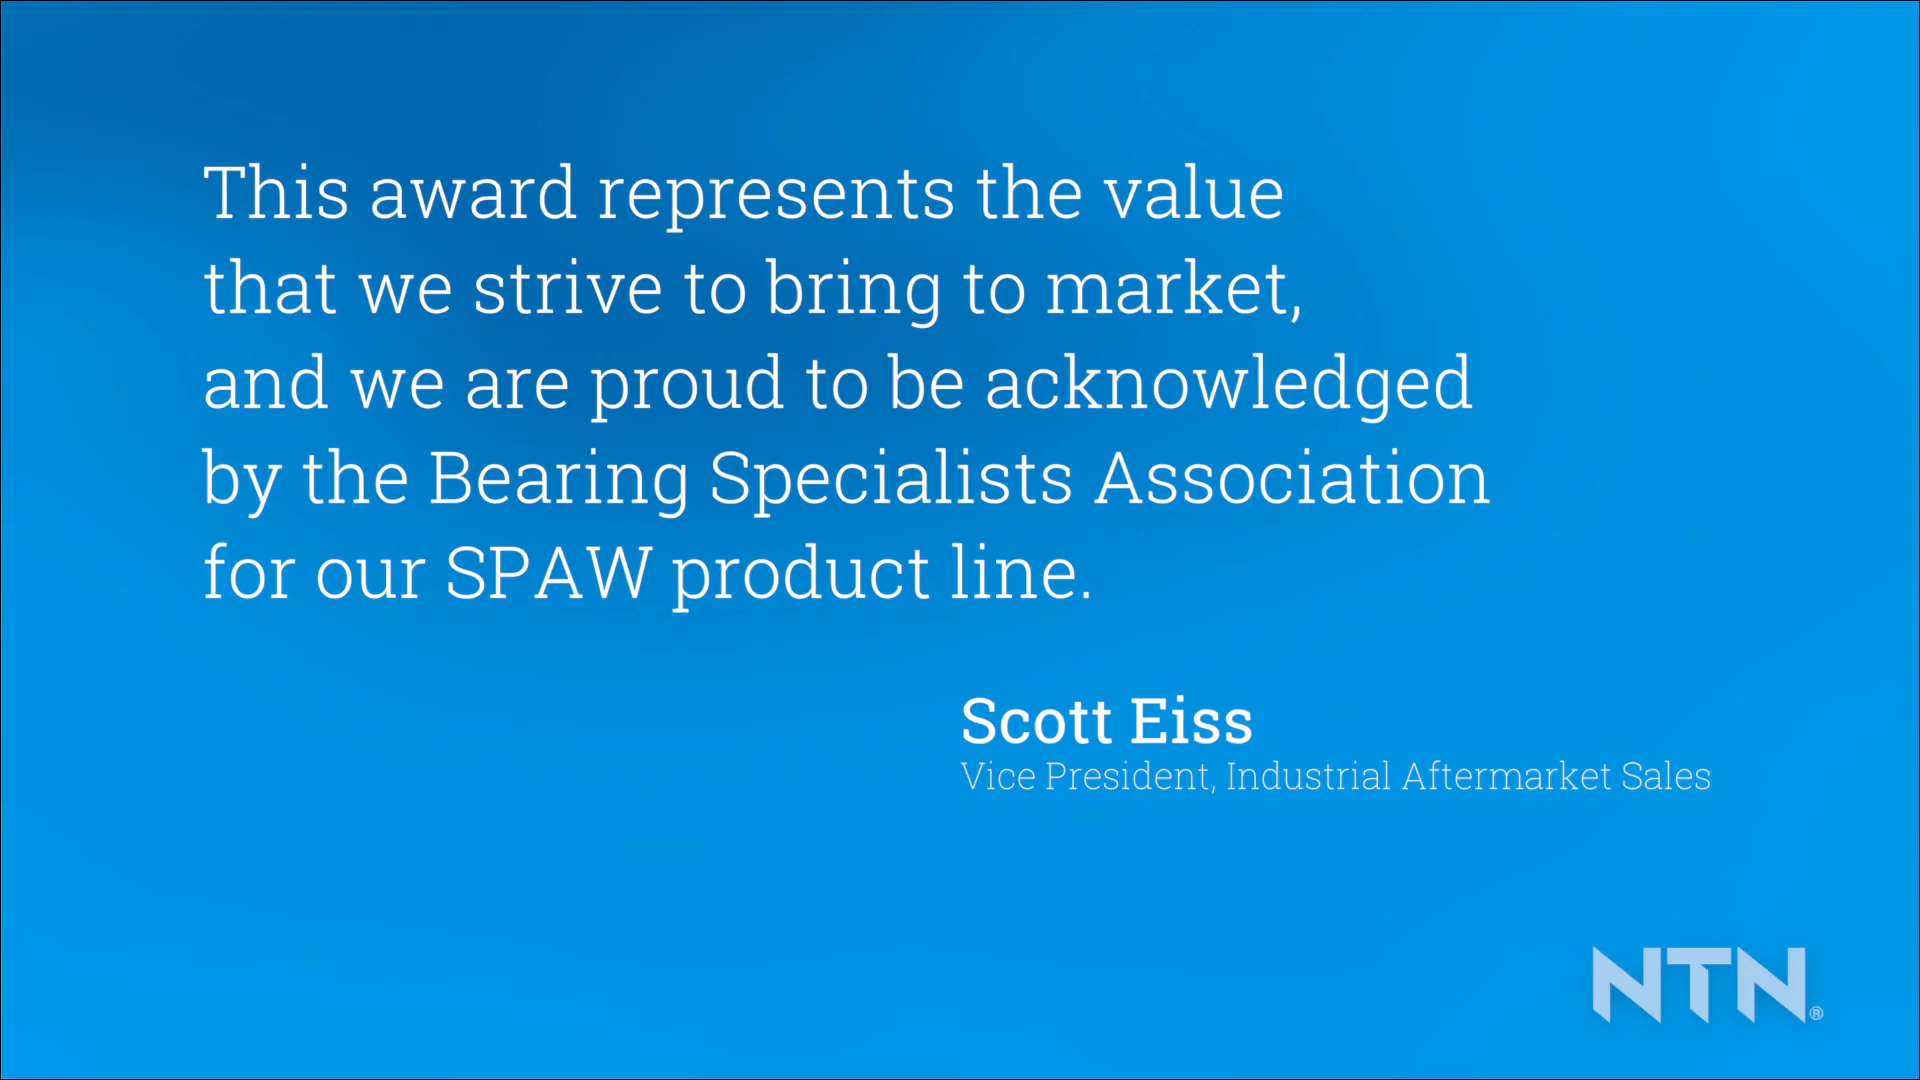 This award represents the value
that we strive to bring to market,
and we are proud to be acknowledged
by the Bearing Specialists Association
for our SPAW product line.
Scott Eiss
Vice President, Industrial Aftermarket Sales
NTN®